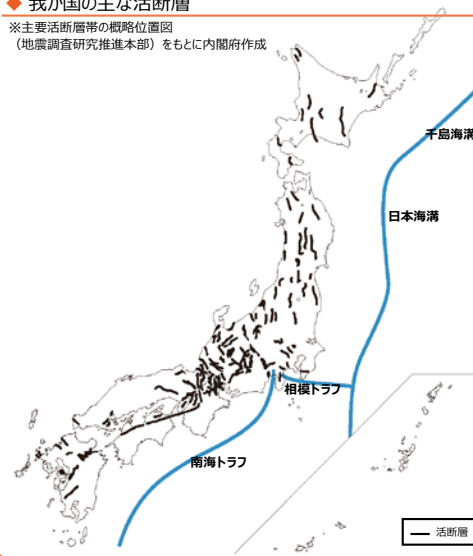 ◆ 我が国の主な活断層
※主要活断層帯の概略位置図
（地震調査研究推進本部）をもとに内閣府作成
千島海溝
日本海溝
相模トラフ
南海トラフ
活断層